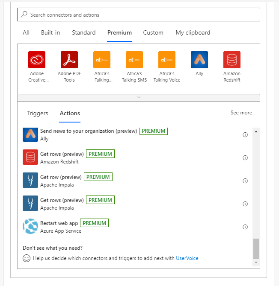 Search connectors and actions
All Built-in Standard Premium Custom My clipboard
Adobe Creative... Adobe PDF Tools Africa's Talking... Africa's Talking SMS Africa's Talking Voice Ally Amazon Redshift
Triggers Actions See more
Send news to your organization (preview) PREMIUM
Ally
Get rows (preview) PREMIUM
Amazon Redshift
Get row (preview) PREMIUM
Apache Impala
Get rows (preview) PREMIUM
Apache Impala
Restart web app PREMIUM
Azure App Service
Don't see what you need?
Help us decide which connectors and triggers to add next with UserVoice